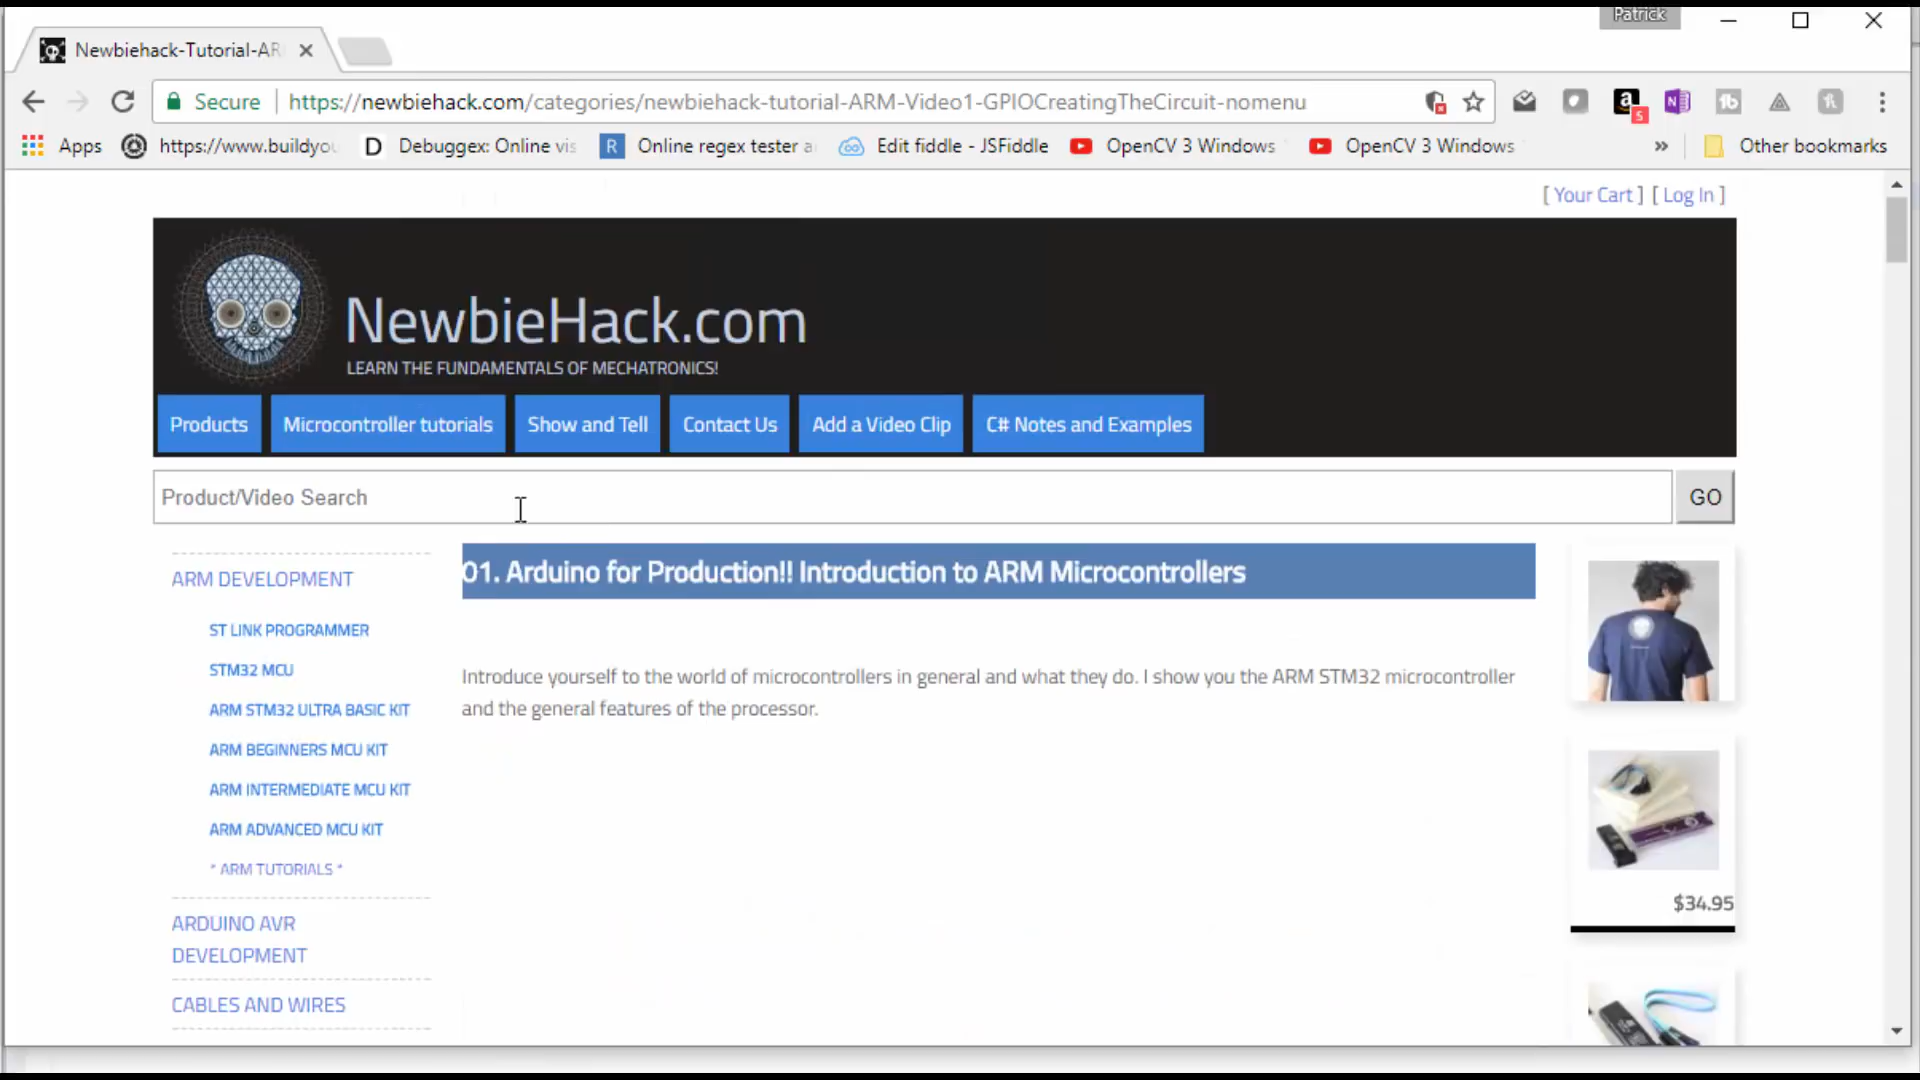 Patrick
Newbiehack-Tutorial-AR
Secure https://newbiehack.com/categories/newbiehack-tutorial-ARM-Video1-GPIOCreatingTheCircuit-nomenu
5
Apps https://www.buildyou Debuggex: Online vis Online regex tester a Edit fiddle - JSFiddle OpenCV 3 Windows OpenCV 3 Windows » Other bookmarks
[ Your Cart ] [ Log In ]
NewbieHack.com
LEARN THE FUNDAMENTALS OF MECHATRONICS!
Products Microcontroller tutorials Show and Tell Contact Us Add a Video Clip C# Notes and Examples
Product/Video Search GO
01. Arduino for Production!! Introduction to ARM Microcontrollers
Introduce yourself to the world of microcontrollers in general and what they do. I show you the ARM STM32 microcontroller
and the general features of the processor.
ARM DEVELOPMENT
ST LINK PROGRAMMER
STM32 MCU
ARM STM32 ULTRA BASIC KIT
ARM BEGINNERS MCU KIT
ARM INTERMEDIATE MCU KIT
ARM ADVANCED MCU KIT
* ARM TUTORIALS *
ARDUINO AVR
DEVELOPMENT
CABLES AND WIRES
$34.95